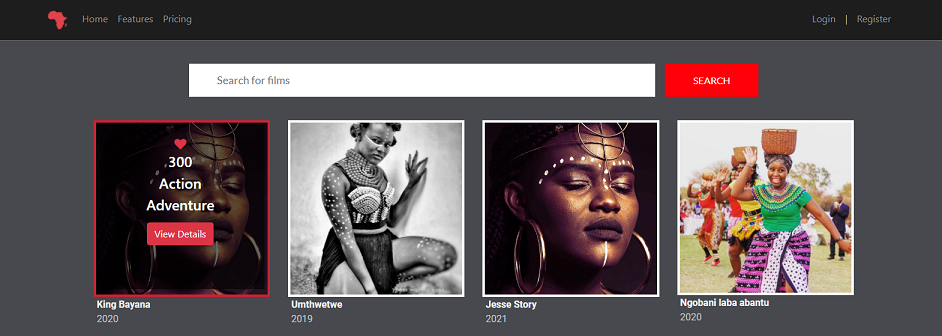 Home Features Pricing Login | Register
Search for films SEARCH
300
Action
Adventure
View Details
King Bayana Umthwetwe Jesse Story Ngobani laba abantu
2020 2019 2021 2020